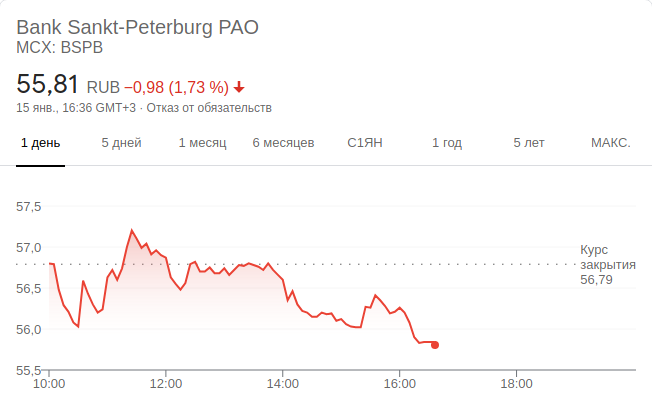 Bank Sankt-Peterburg PAO
MCX: BSPB
55,81 RUB −0,98 (1,73 %)
15 янв., 16:36 GMT+3 · Отказ от обязательств
1 день 5 дней 1 месяц 6 месяцев С1ЯН 1 год 5 лет МАКС.
57,5
57,0
Курс
закрытия
56,79
56,5
56,0
55,5
10:00 12:00 14:00 16:00 18:00